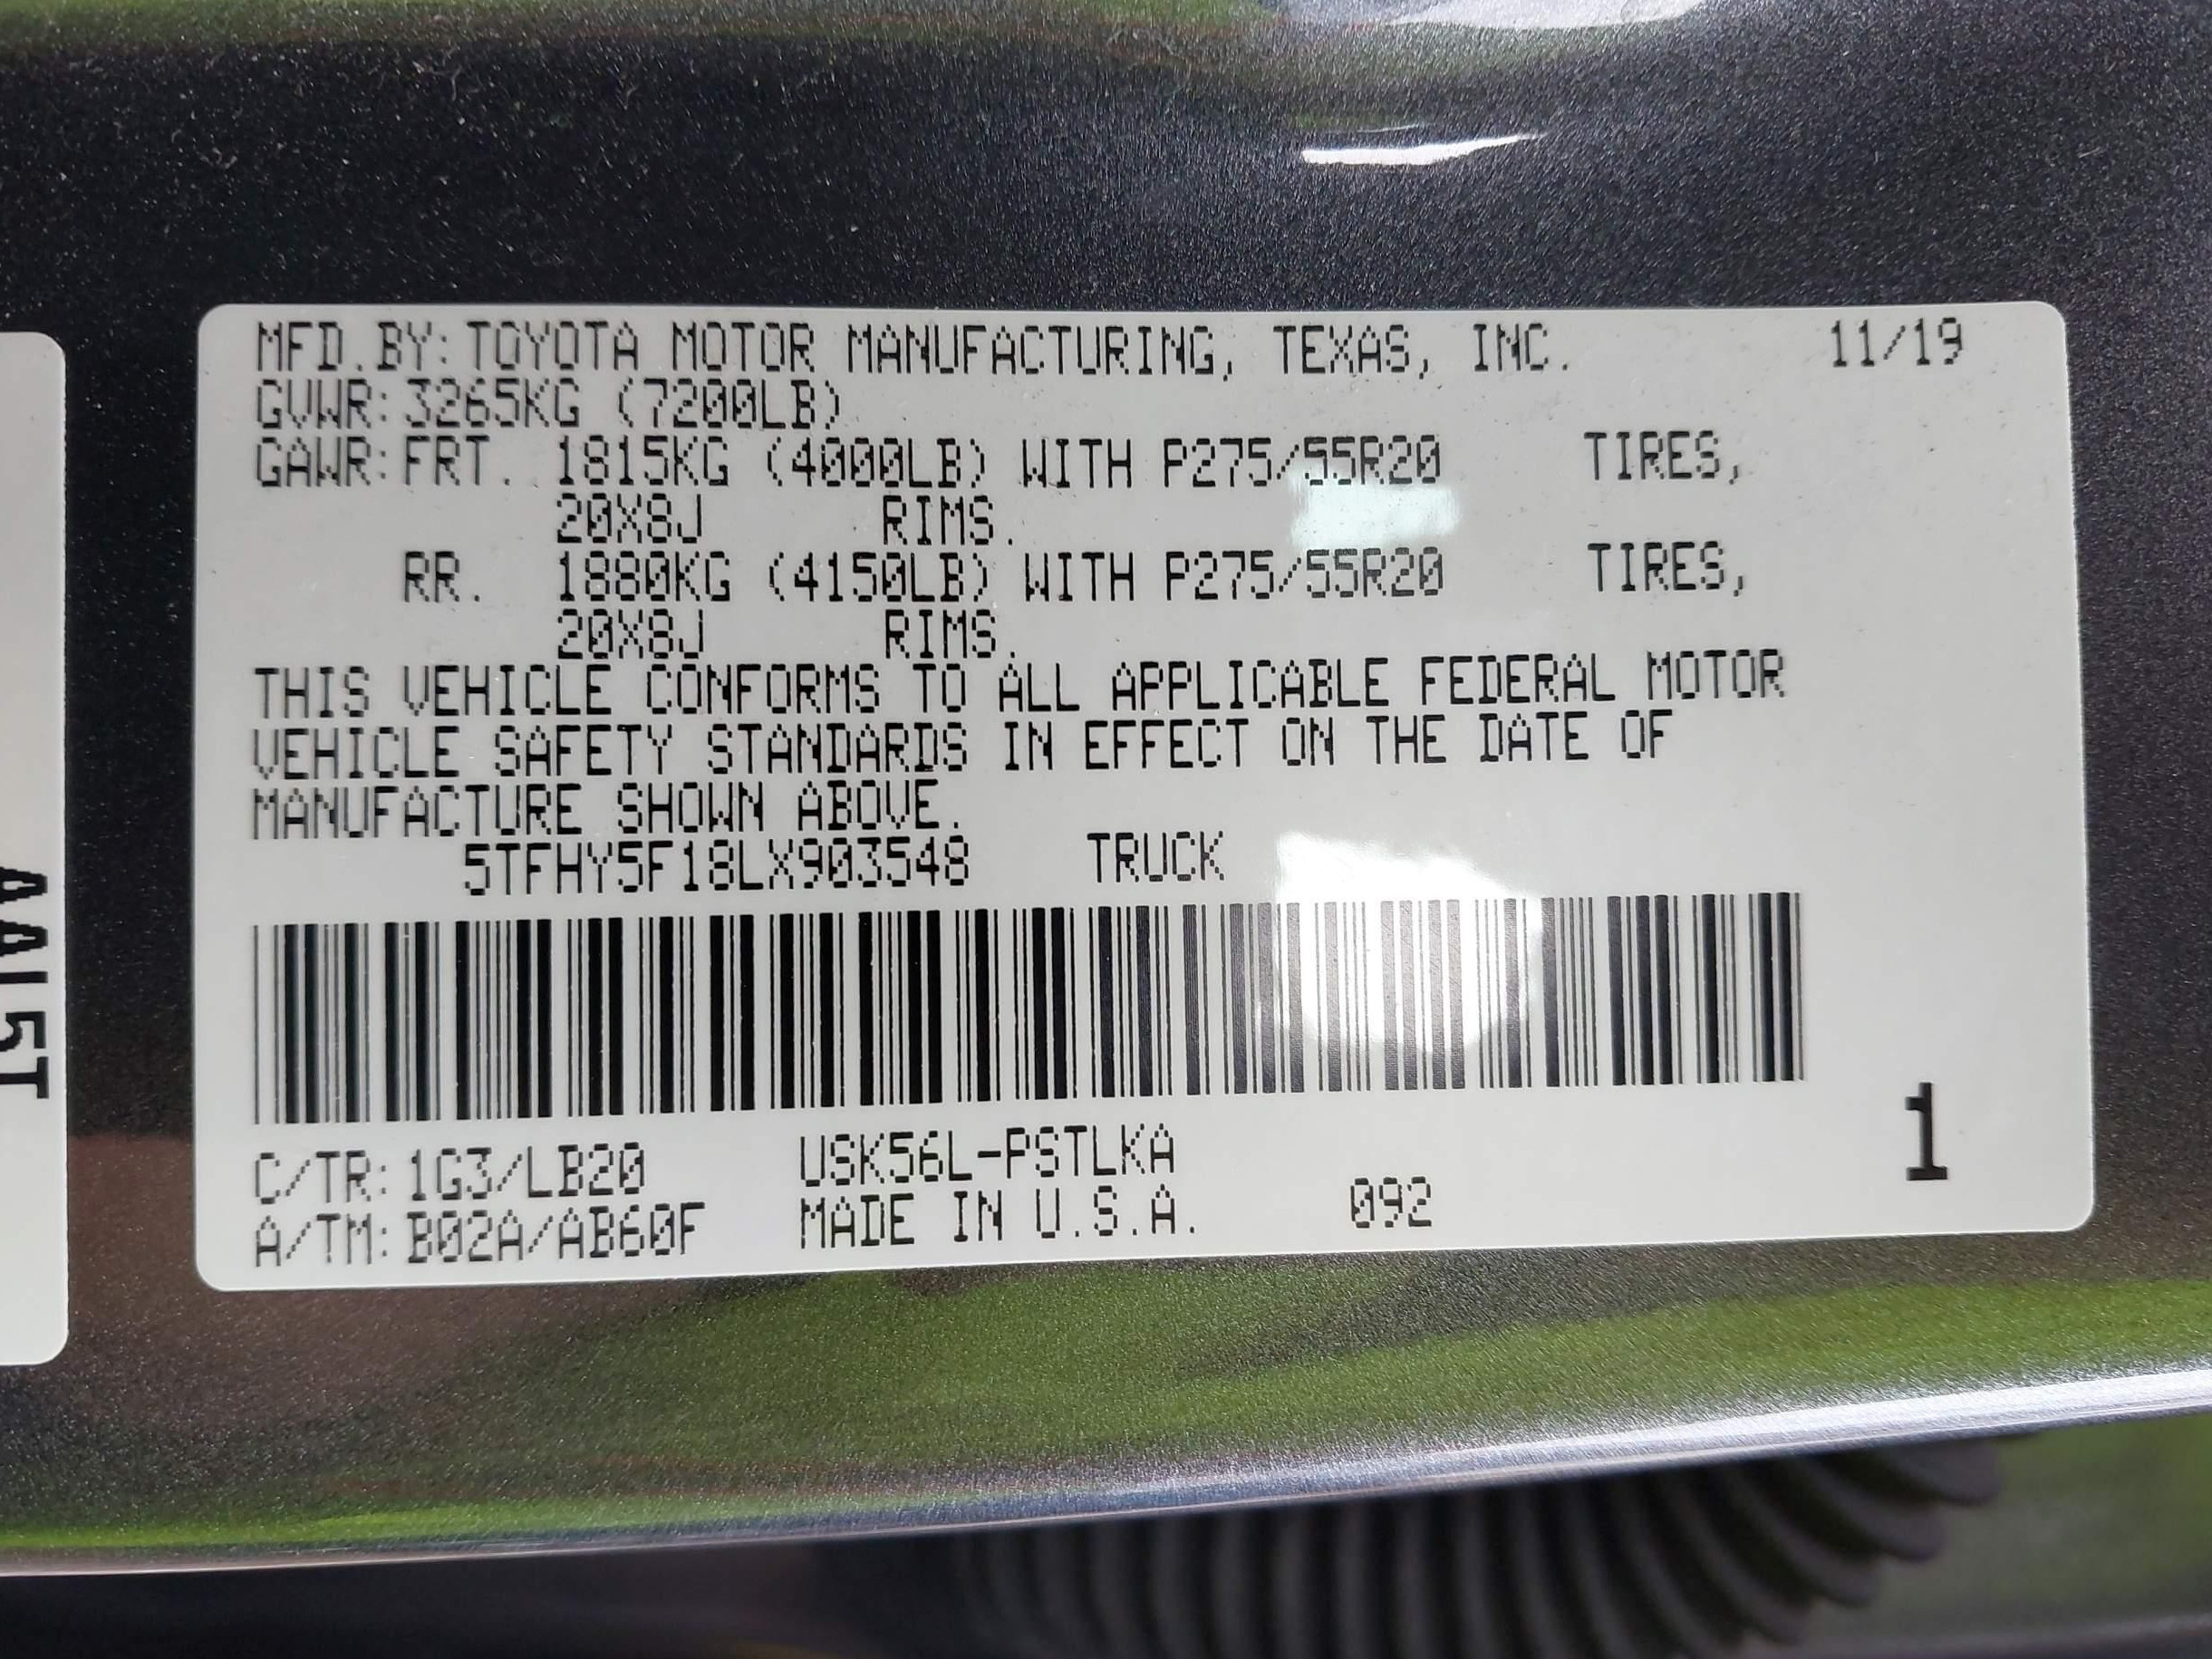 MFD.BY: TOYOTA MOTOR MANUFACTURING, TEXAS, INC. 11/19
GVWR: 3265KG (7200LB)
GAWR: FRT. 1815KG (4000LB) WITH P275/55R20 TIRES,
20X8J RIMS.
RR. 1880KG (4150LB) WITH P275/55R20 TIRES,
20X8J RIMS.
THIS VEHICLE CONFORMS TO ALL APPLICABLE FEDERAL MOTOR
VEHICLE SAFETY STANDARDS IN EFFECT ON THE DATE OF
MANUFACTURE SHOWN ABOVE.
5TFHY5F18LX903548 TRUCK
C/TR: 1G3/LB20 USK56L-PSTLKA 1
A/TM: B02A/AB60F MADE IN U.S.A. 092